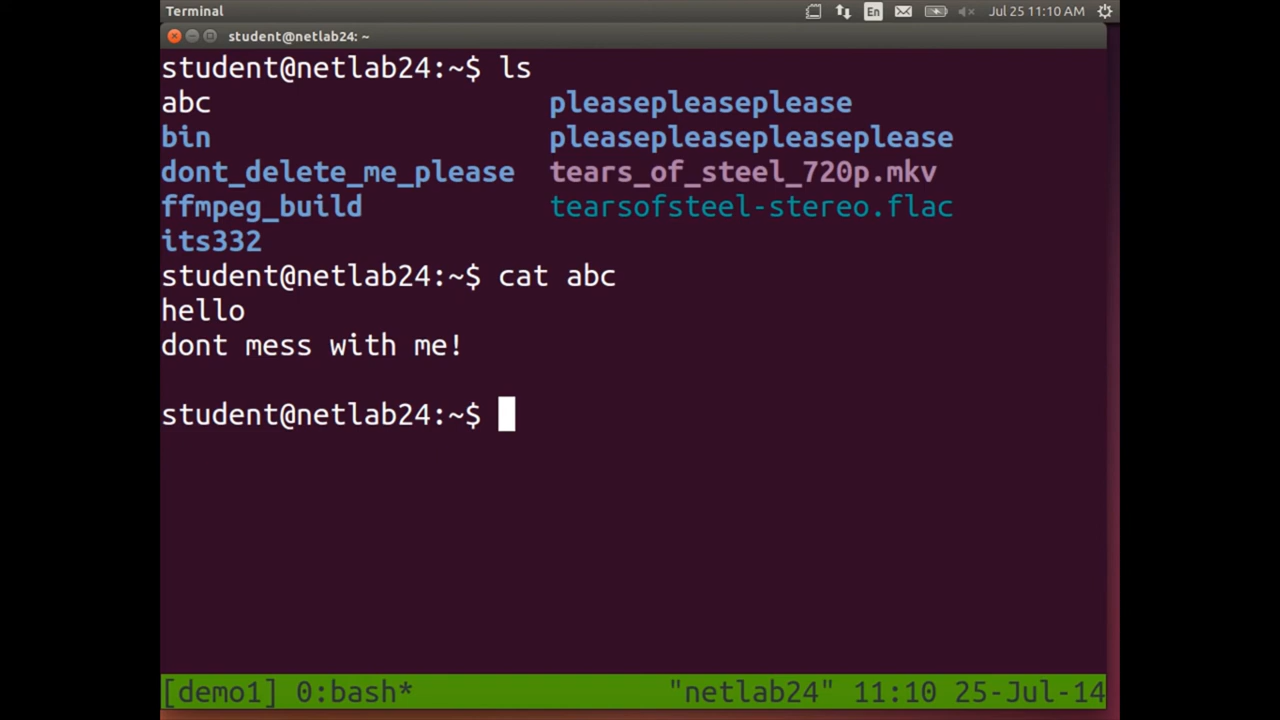 Terminal En Jul 25 11:10 AM
student@netlab24: ~
student@netlab24:~$ ls
abc pleasepleaseplease
bin pleasepleasepleasepleaseplease
dont_delete_me_please tears_of_steel_720p.mkv
ffmpeg_build tearsofsteel-stereo.flac
its332
student@netlab24:~$ cat abc
hello
dont mess with me!
student@netlab24:~$
[demo1] 0:bash* "netlab24" 11:10 25-Jul-14